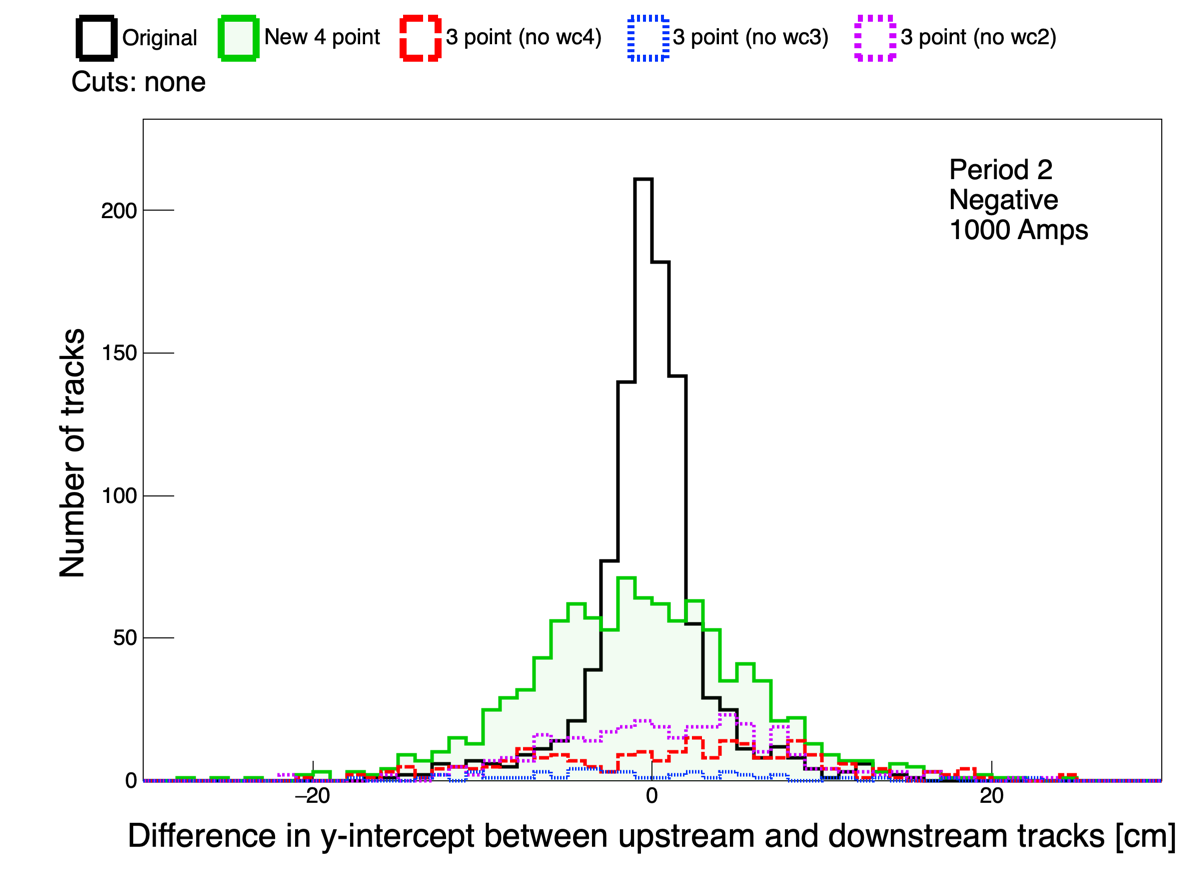 Original New 4 point 3 point (no wc4) 3 point (no wc3) 3 point (no wc2)
Cuts: none
Period 2
Negative
1000 Amps
200
150
100
50
0
Number of tracks
−20 0 20
Difference in y-intercept between upstream and downstream tracks [cm]